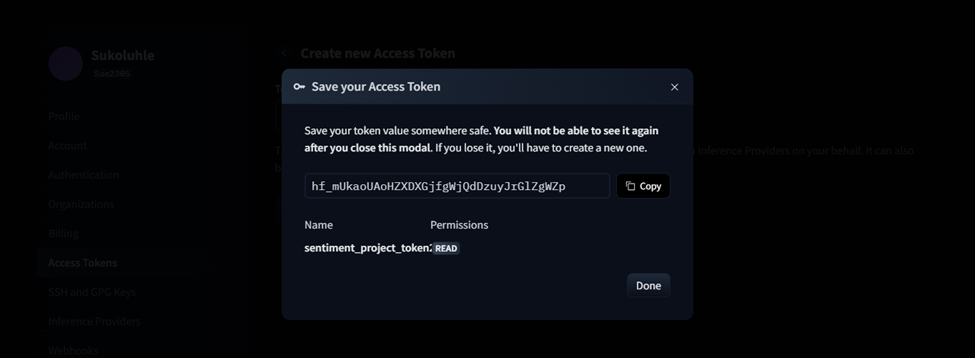 Sukoluhle
Profile
Account
Authentication
Organizations
Billing
Access Tokens
SSH and GPG Keys
Inference Providers
Webhooks
Create new Access Token
Save your Access Token
Save your token value somewhere safe. You will not be able to see it again
after you close this modal. If you lose it, you'll have to create a new one.
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
Copy
Name Permissions
sentiment_project_token2 READ
Done
Inference Providers on your behalf. It can also